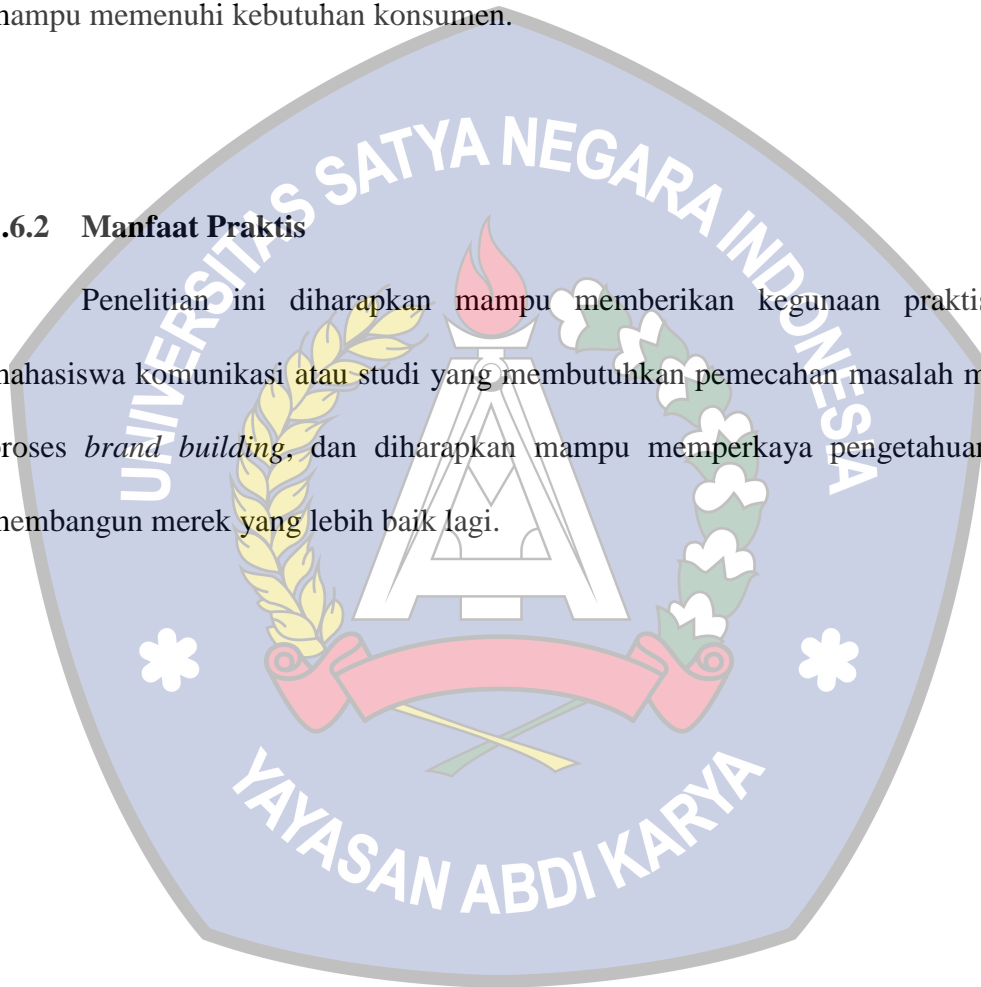 mampu memenuhi kebutuhan konsumen.
UNIVERSITAS SATYA NEGARA INDONESIA
.6.2 Manfaat Praktis
Penelitian ini diharapkan mampu memberikan kegunaan praktis
mahasiswa komunikasi atau studi yang membutuhkan pemecahan masalah m
proses brand building, dan diharapkan mampu memperkaya pengetahuan
membangun merek yang lebih baik lagi.
YAYASAN ABDI KARYA